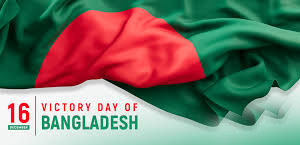 16
DECEMBER
VICTORY DAY OF
BANGLADESH